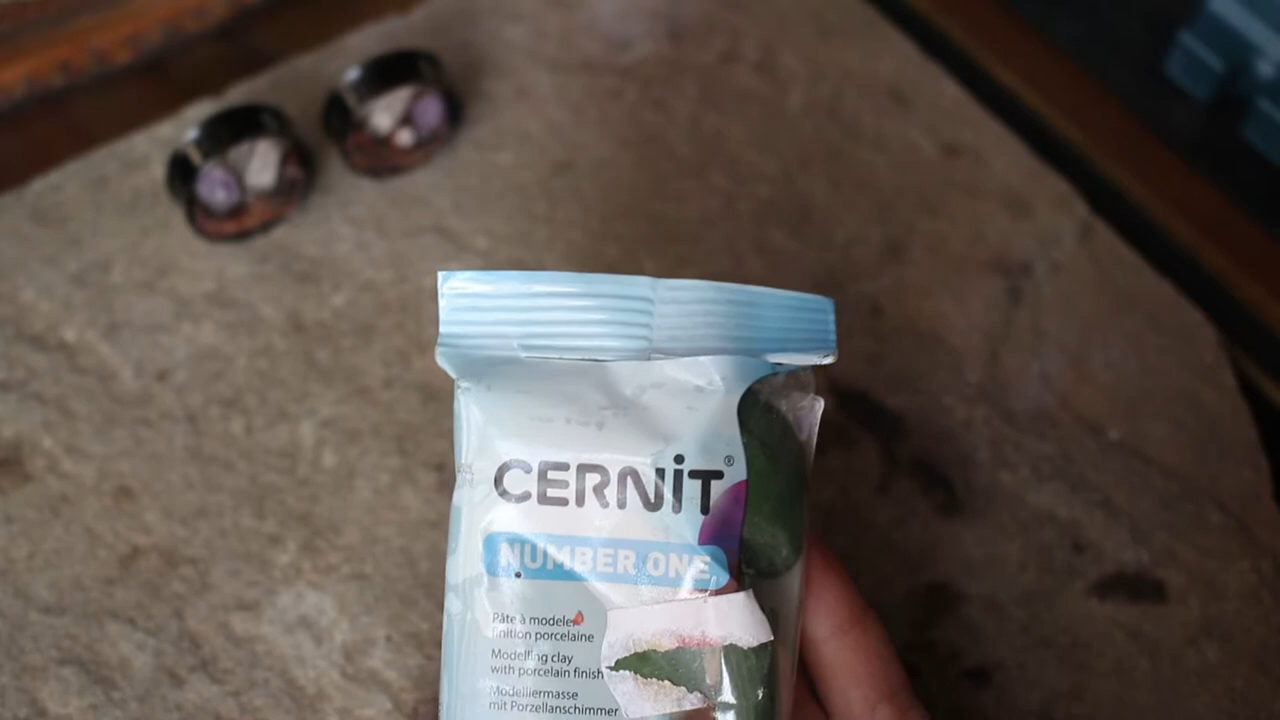 CERNiT®
NUMBER ONE
Pâte à modeler
finition porcelaine
Modelling clay
with porcelain finish
Modelliermasse
mit Porzellanschimmer